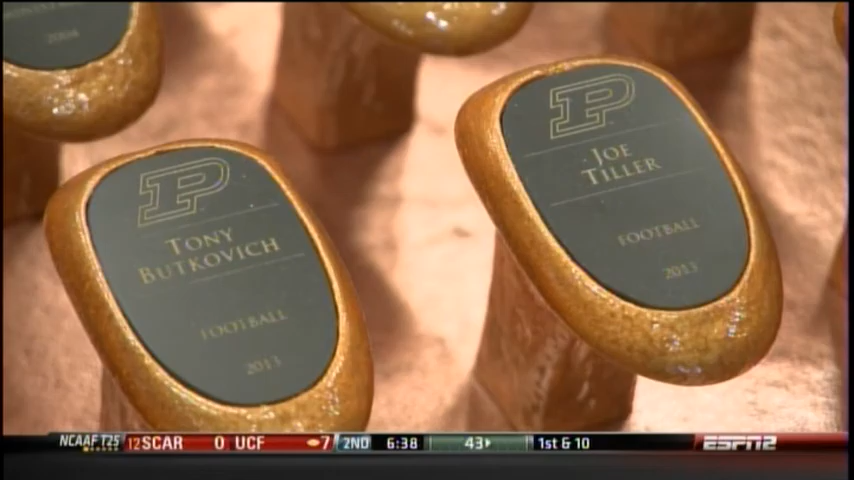 2004
P
TONY
BUTKOVICH
FOOTBALL
2013
P
JOE
TILLER
FOOTBALL
2013
NCAAF T25 12 SCAR 0 UCF 7 2ND 6:38 43 1st & 10 ESPN2